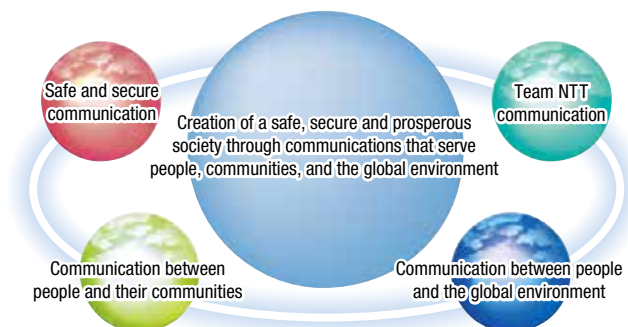 Safe and secure
communication
Team NTT
communication
Creation of a safe, secure and prosperous
society through communications that serve
people, communities, and the global environment
Communication between
people and their communities
Communication between people
and the global environment